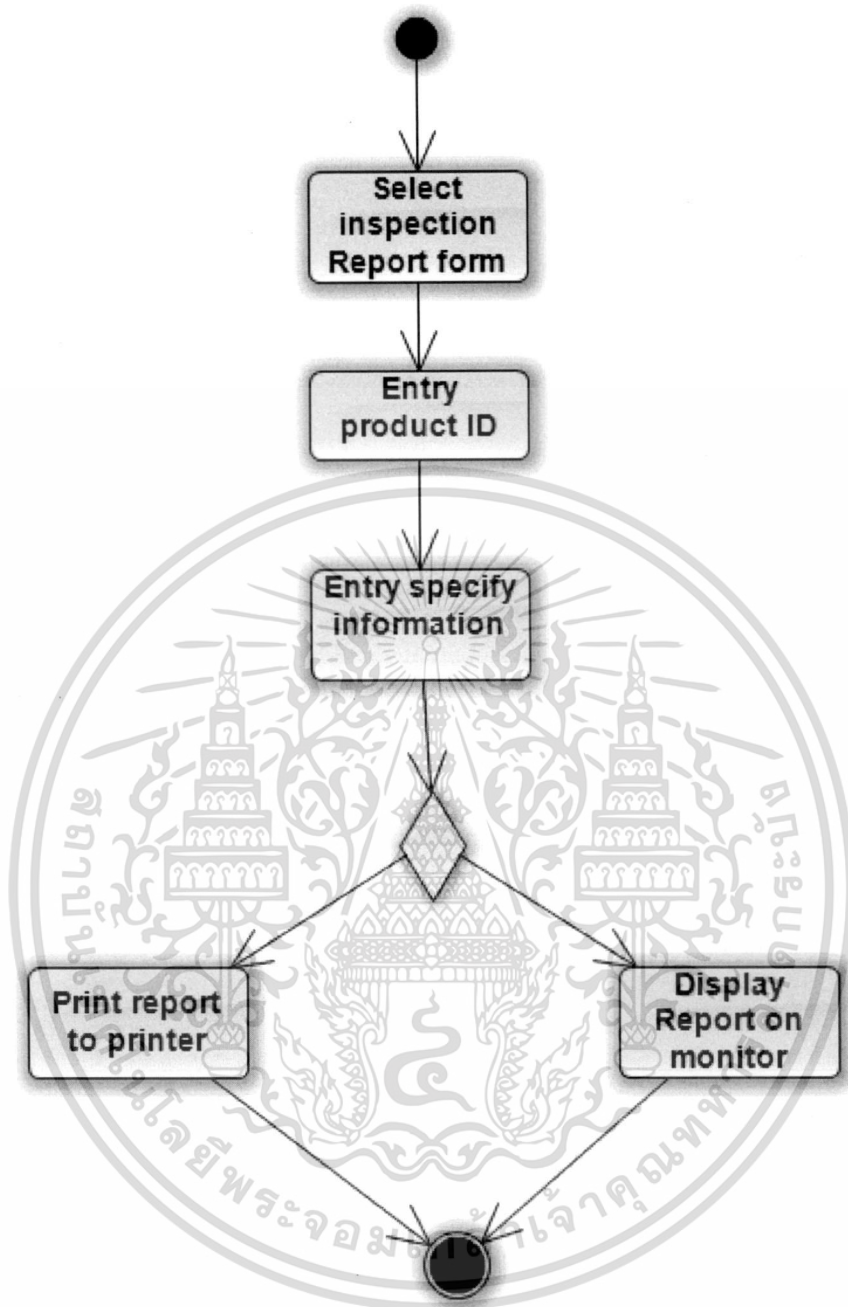 Select
inspection
Report form
Entry
product ID
Entry specify
information
Print report
to printer
Display
Report on
monitor